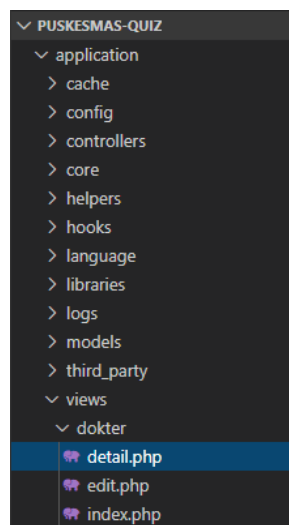 PUSKESMAS-QUIZ
application
cache
config
controllers
core
helpers
hooks
language
libraries
logs
models
third_party
views
dokter
detail.php
edit.php
index.php